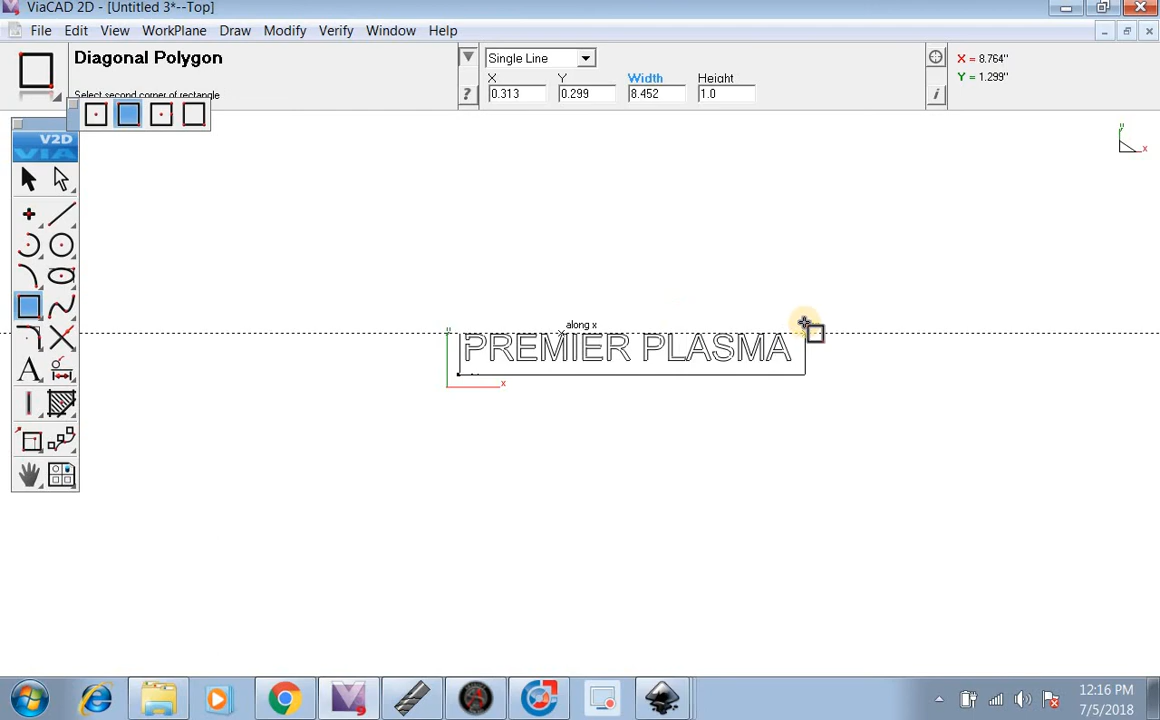 ViaCAD 2D - [Untitled 3*--Top]
File Edit View WorkPlane Draw Modify Verify Window Help
Diagonal Polygon
Select second corner of rectangle
Single Line
X Y Width Height
0.313 0.299 8.452 1.0
?
i
X = 8.764"
Y = 1.299"
V2D
VIA
A
y
x
along x
y
PREMIER PLASMA
x
12:16 PM
7/5/2018